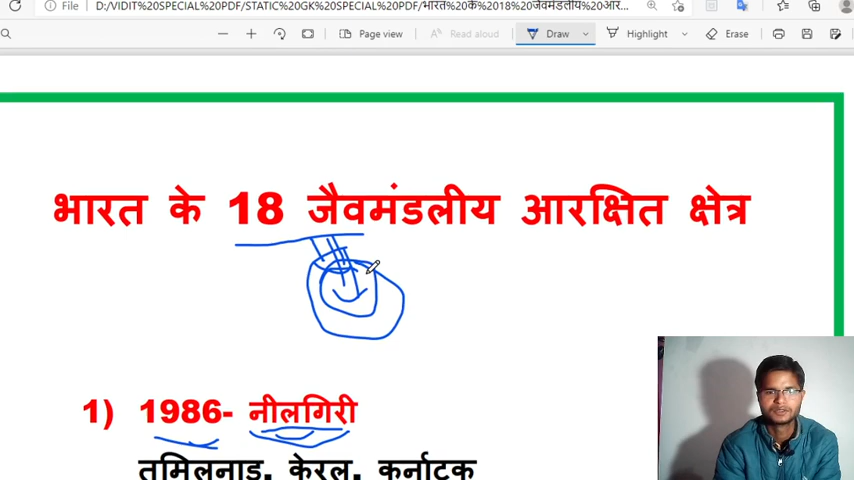 File D:/VIDIT%20SPECIAL%20PDF/STATIC%20GK%20SPECIAL%20PDF/भारत%20के%2018%20जैवमंडलीय%20आर...
Page view Read aloud Draw Highlight Erase
भारत के 18 जैवमंडलीय आरक्षित क्षेत्र
1) 1986- नीलगिरी
तमिलनाडु, केरल, कर्नाटक